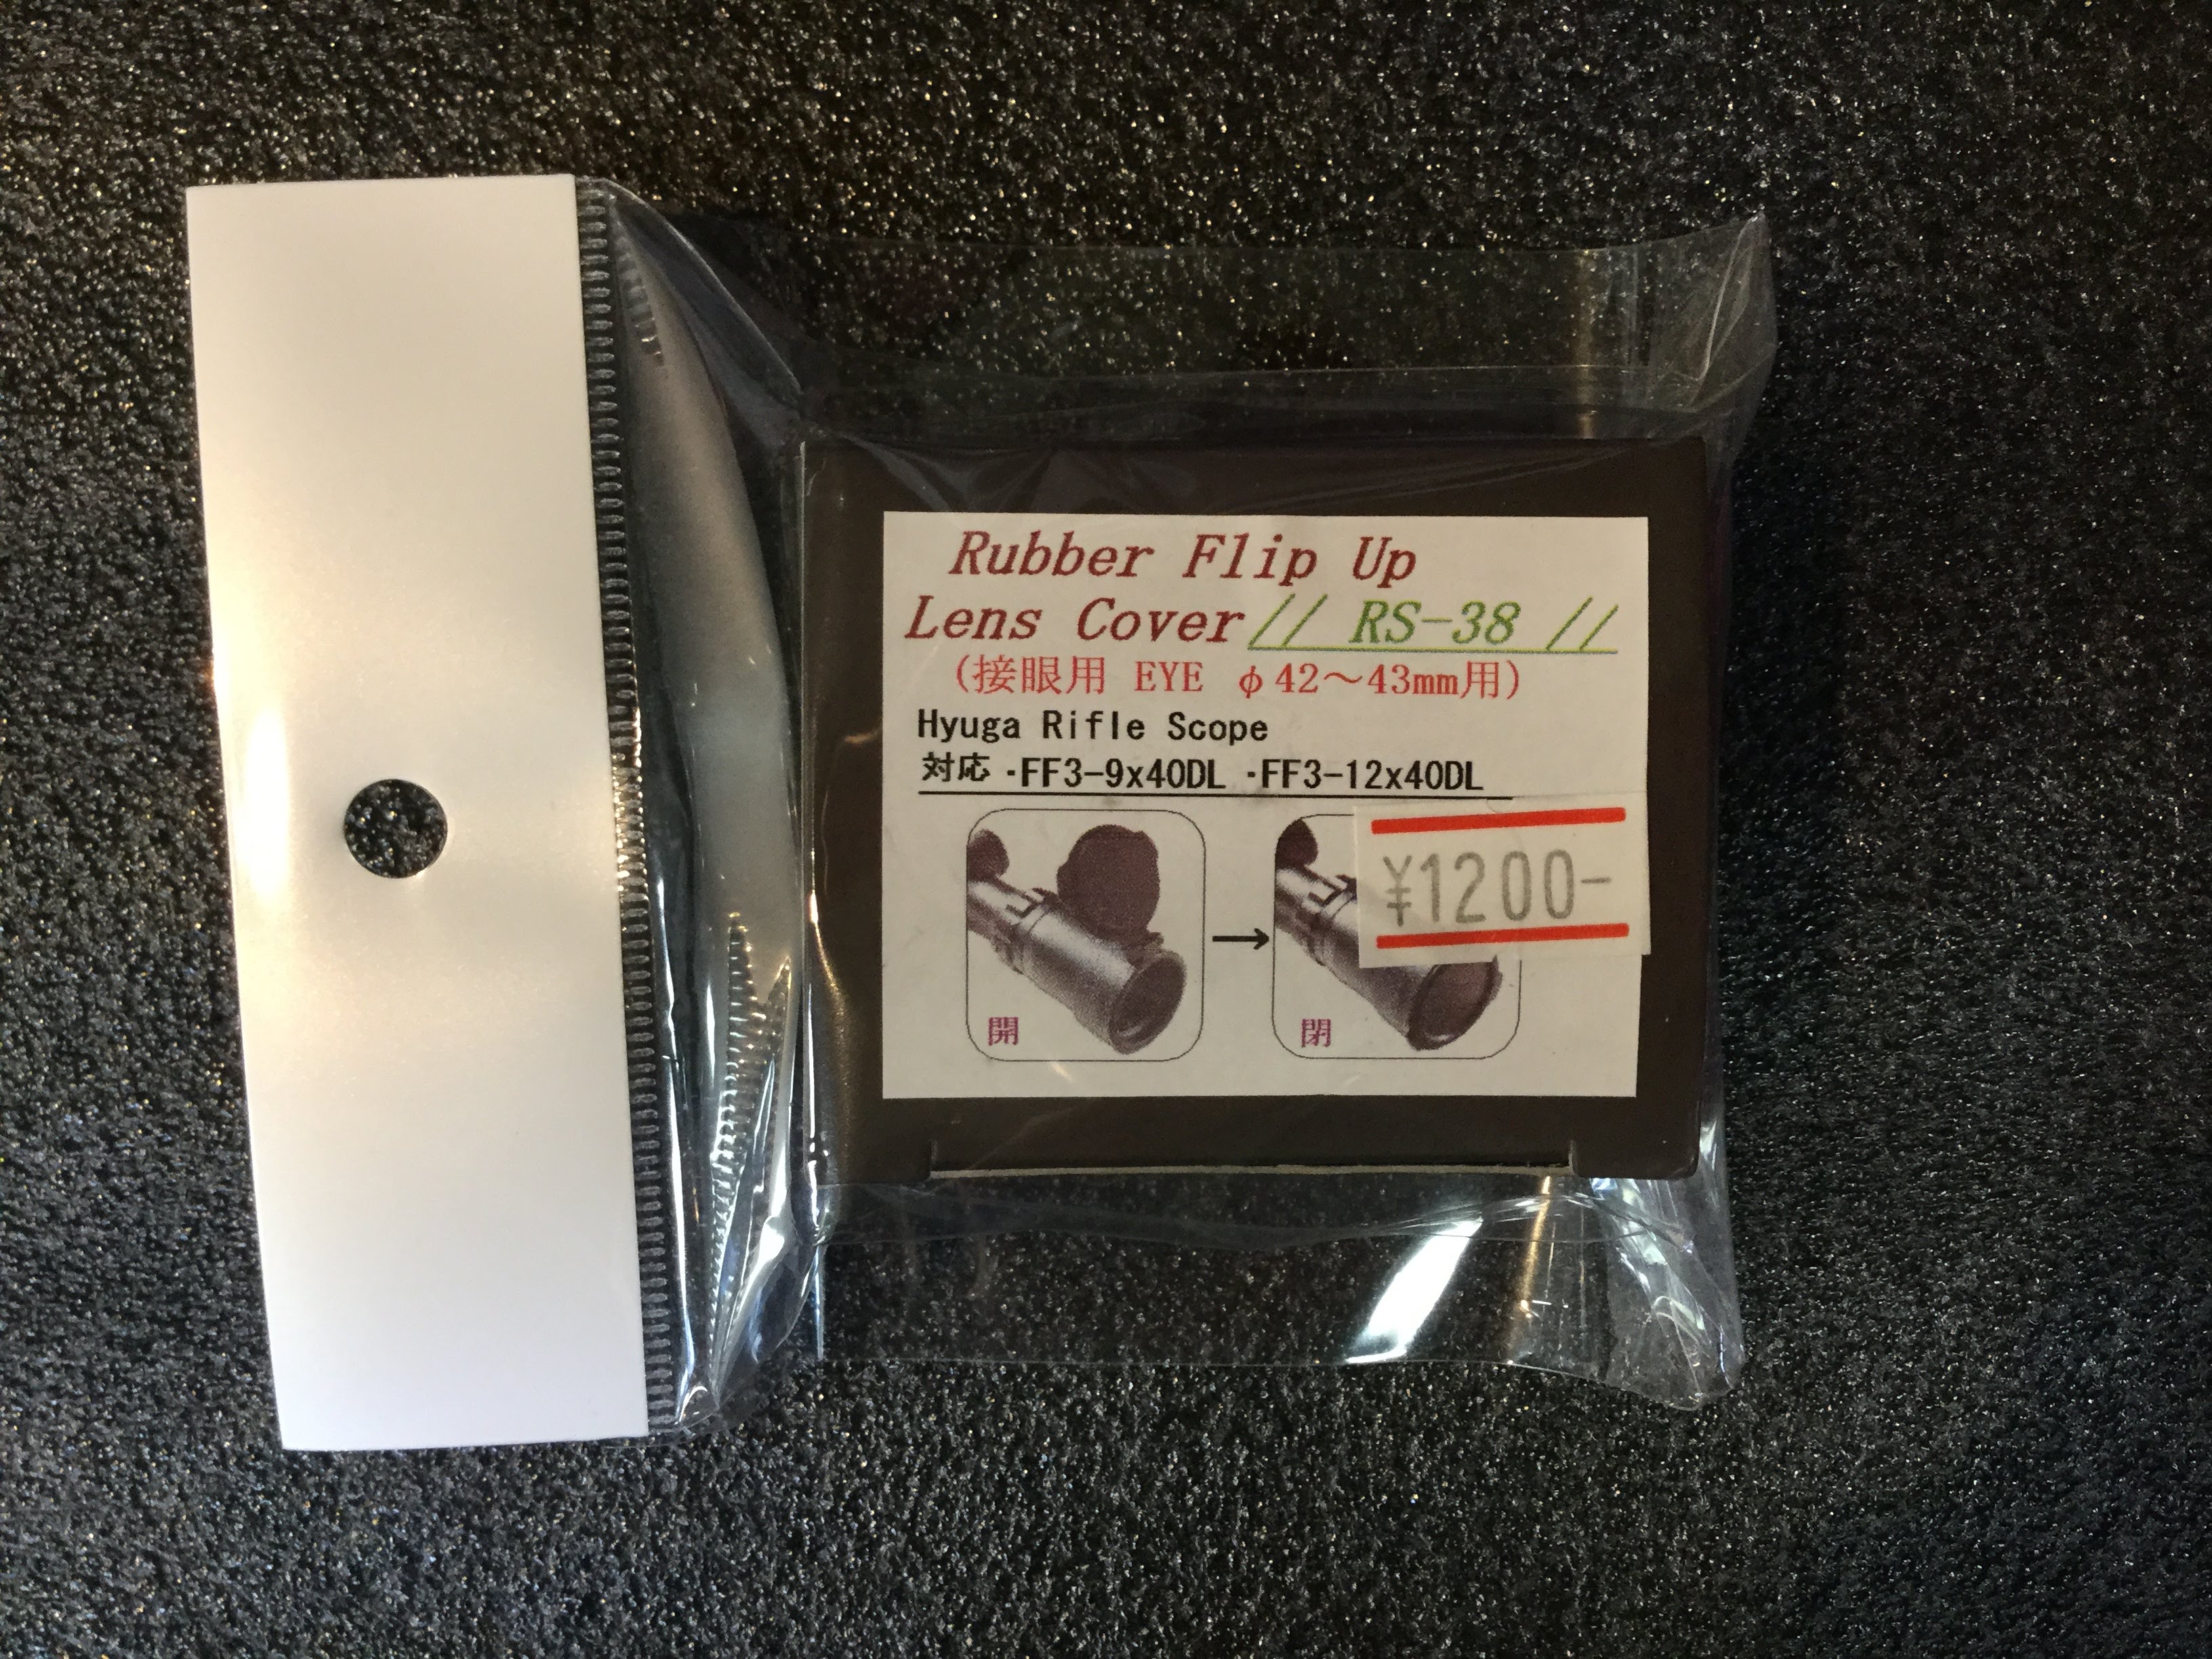 Rubber Flip Up
Lens Cover // RS-38 //
(接眼用 EYE φ42～43mm用)
Hyuga Rifle Scope
対応 ・FF3-9x40DL ・FF3-12x40DL
¥1200-
開 → 閉